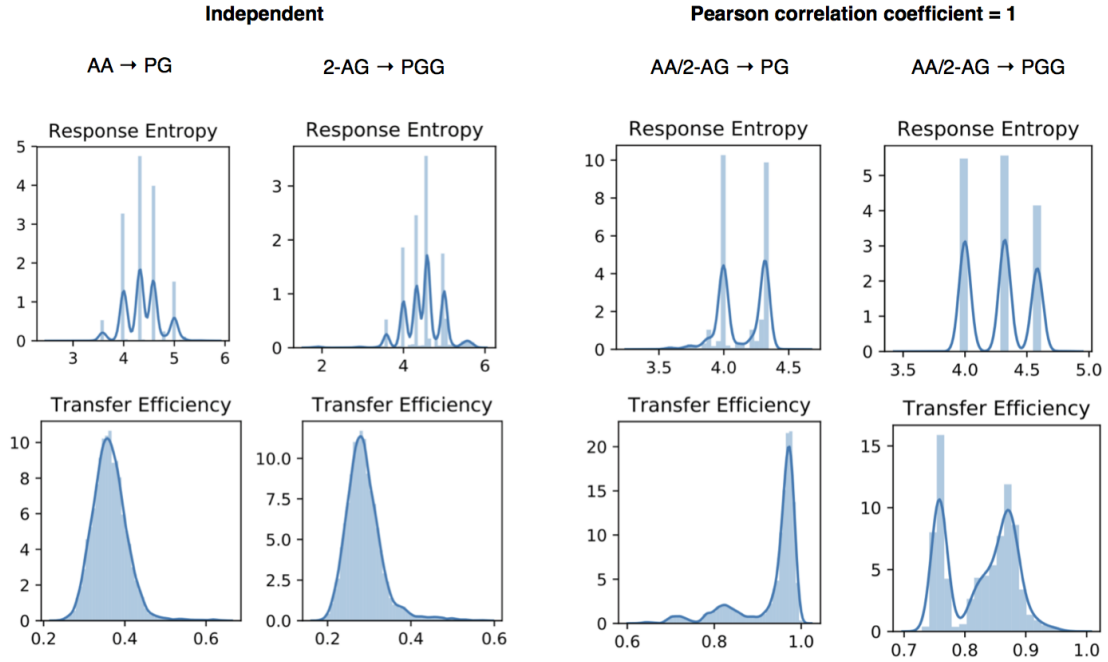 Independent
Pearson correlation coefficient = 1
AA → PG
2-AG → PGG
AA/2-AG → PG
AA/2-AG → PGG
Response Entropy
5
4
3
2
1
0
3 4 5 6
Response Entropy
3
2
1
0
2 4 6
Response Entropy
10
8
6
4
2
0
3.5 4.0 4.5
Response Entropy
5
4
3
2
1
0
3.5 4.0 4.5 5.0
Transfer Efficiency
10
8
6
4
2
0
0.2 0.4 0.6
Transfer Efficiency
10.0
7.5
5.0
2.5
0.0
0.2 0.4 0.6
Transfer Efficiency
20
15
10
5
0
0.6 0.8 1.0
Transfer Efficiency
15
10
5
0
0.7 0.8 0.9 1.0